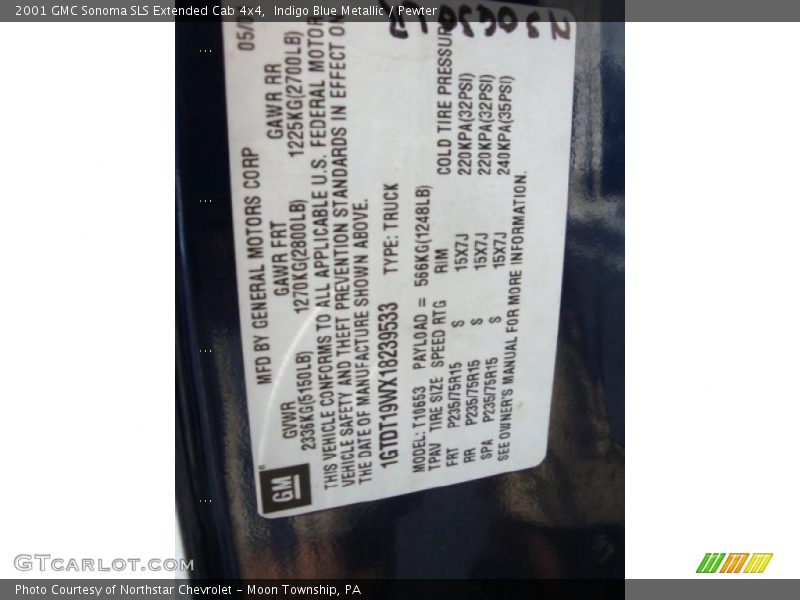 2001 GMC Sonoma SLS Extended Cab 4x4, Indigo Blue Metallic / Pewter
GM
MFD BY GENERAL MOTORS CORP 05/0
GVWR GAWR FRT GAWR RR
2336KG(5150LB) 1270KG(2800LB) 1225KG(2700LB)
THIS VEHICLE CONFORMS TO ALL APPLICABLE U.S. FEDERAL MOTOR
VEHICLE SAFETY AND THEFT PREVENTION STANDARDS IN EFFECT ON
THE DATE OF MANUFACTURE SHOWN ABOVE.
1GTDT19WX18239533 TYPE: TRUCK
MODEL: T10653 PAYLOAD = 566KG(1248LB)
TPAV TIRE SIZE SPEED RTG RIM COLD TIRE PRESSURE
FRT P235/75R15 S 15X7J 220KPA(32PSI)
RR P235/75R15 S 15X7J 220KPA(32PSI)
SPA P235/75R15 S 15X7J 240KPA(35PSI)
SEE OWNER'S MANUAL FOR MORE INFORMATION.
GTcarlot.com
Photo Courtesy of Northstar Chevrolet - Moon Township, PA